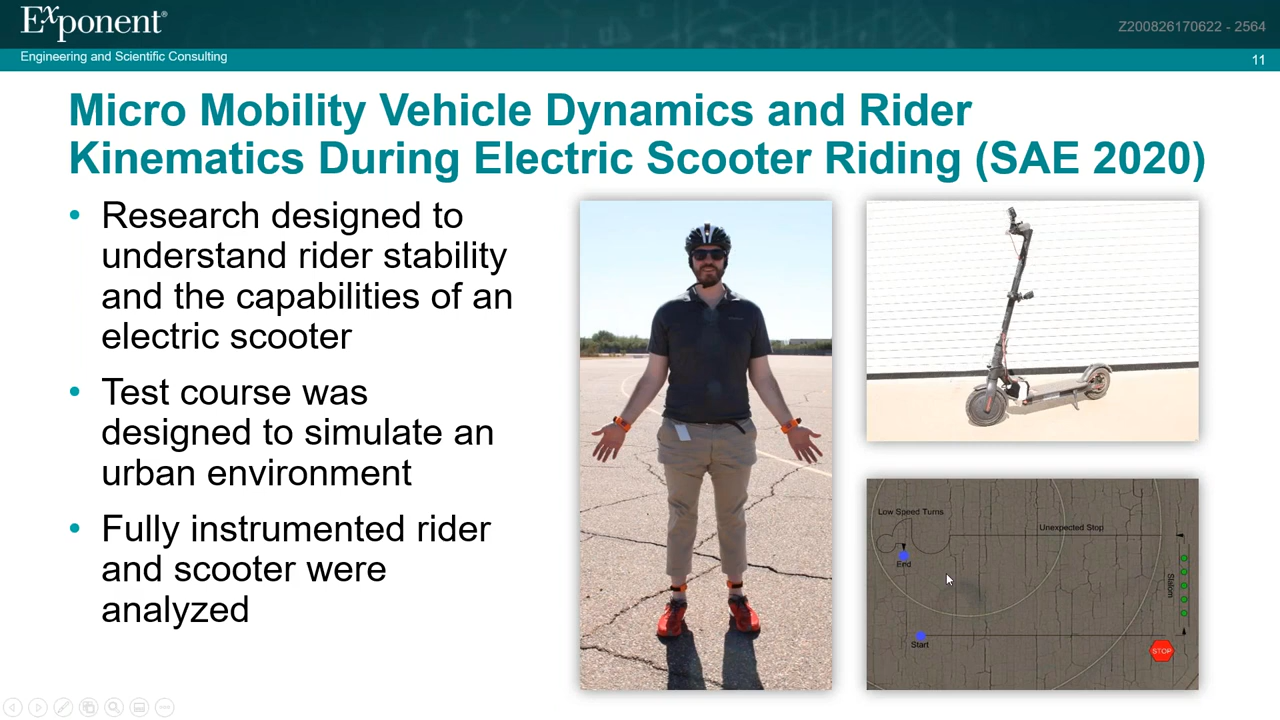 Exponent®
Z200826170622 - 2564
Engineering and Scientific Consulting
11
Micro Mobility Vehicle Dynamics and Rider
Kinematics During Electric Scooter Riding (SAE 2020)
• Research designed to
understand rider stability
and the capabilities of an
electric scooter
• Test course was
designed to simulate an
urban environment
• Fully instrumented rider
and scooter were
analyzed
Low Speed Turns
Unexpected Stop
End
Slalom
Start
STOP